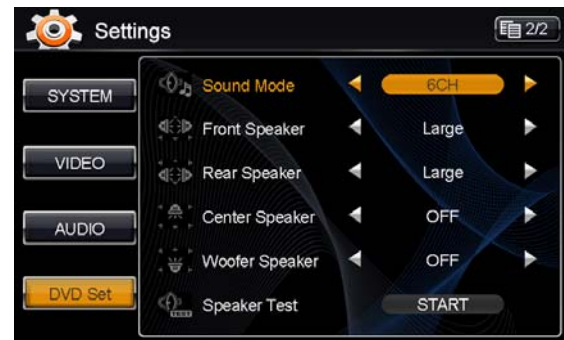 Settings
2/2
SYSTEM
VIDEO
AUDIO
DVD Set
Sound Mode 6CH
Front Speaker Large
Rear Speaker Large
Center Speaker OFF
Woofer Speaker OFF
Speaker Test START